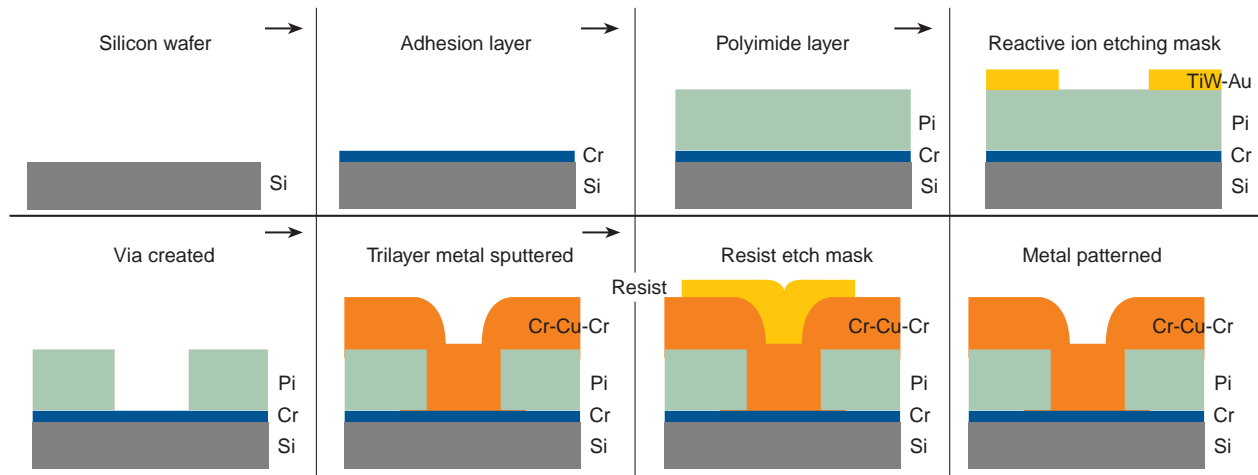 Silicon wafer
Si
Adhesion layer
Cr
Si
Polyimide layer
Pi
Cr
Si
Reactive ion etching mask
TiW-Au
Pi
Cr
Si
Via created
Pi
Cr
Si
Trilayer metal sputtered
Cr-Cu-Cr
Pi
Cr
Si
Resist etch mask
Resist
Cr-Cu-Cr
Pi
Cr
Si
Metal patterned
Cr-Cu-Cr
Pi
Cr
Si